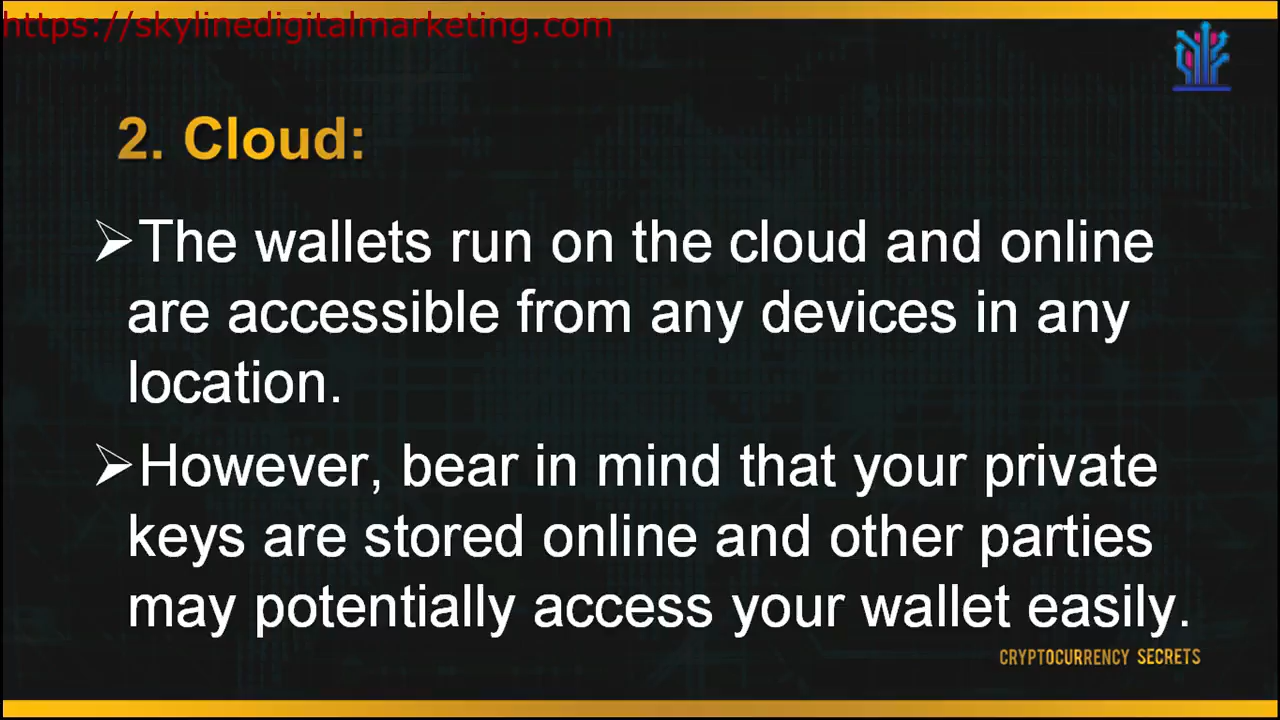 https://skylinedigitalmarketing.com
2. Cloud:
➢The wallets run on the cloud and online
are accessible from any devices in any
location.
➢However, bear in mind that your private
keys are stored online and other parties
may potentially access your wallet easily.
CRYPTOCURRENCY SECRETS